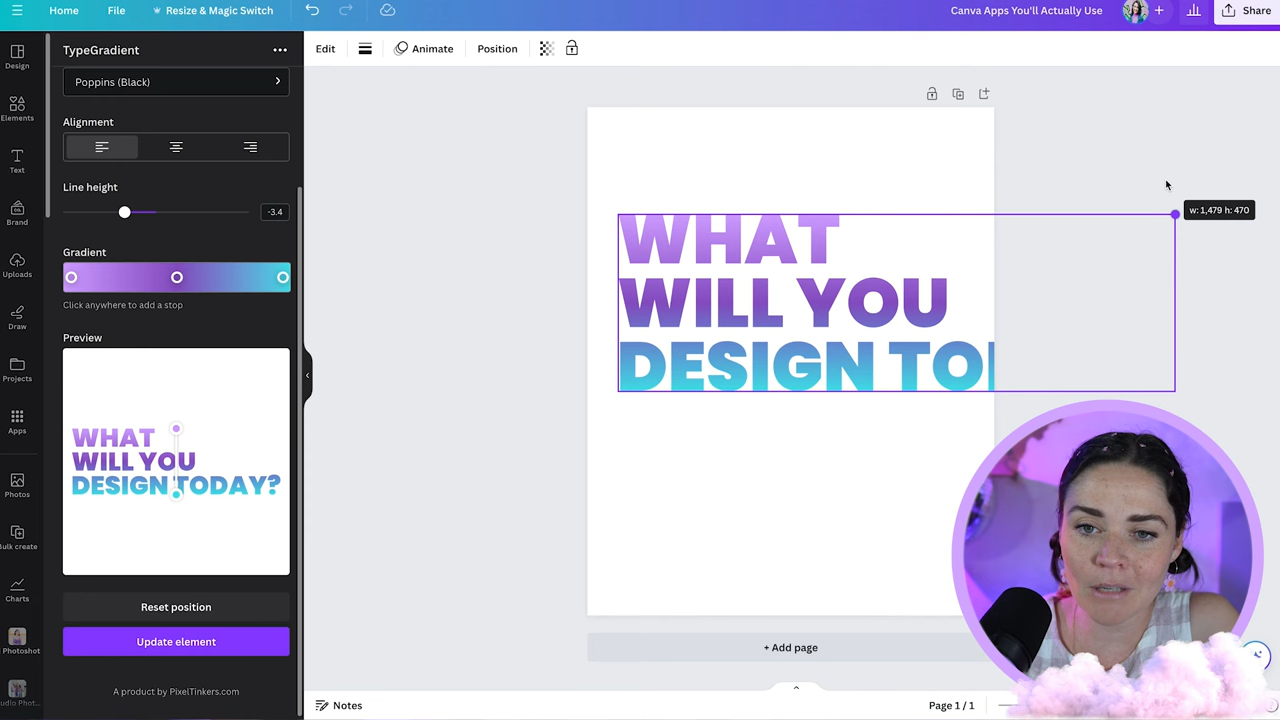 Home File Resize & Magic Switch Canva Apps You'll Actually Use Share
Edit Animate Position
TypeGradient
Poppins (Black)
Alignment
Line height
-3.4
Gradient
Click anywhere to add a stop
Preview
WHAT
WILL YOU
DESIGN TODAY?
Reset position
Update element
A product by PixelTinkers.com
Design
Elements
Text
Brand
Uploads
Draw
Projects
Apps
Photos
Bulk create
Charts
Photoshot
w: 1,479 h: 470
WHAT
WILL YOU
DESIGN TO
+ Add page
Notes Page 1 / 1